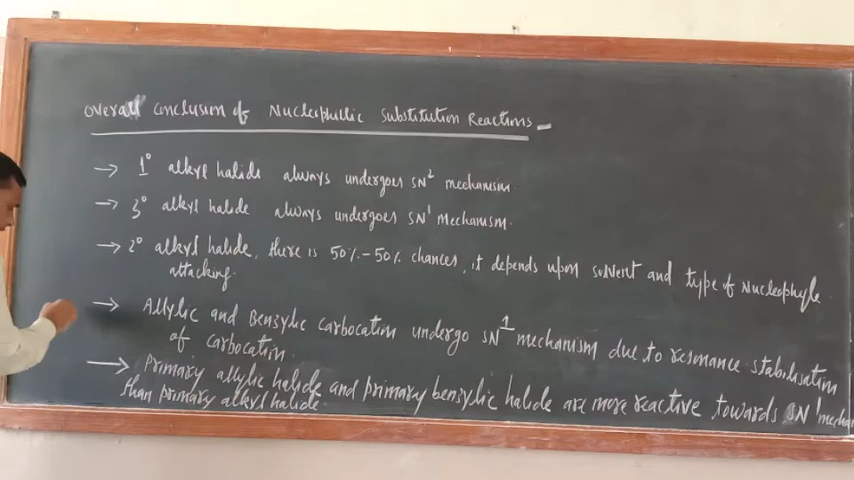 Overall conclusion of Nucleophilic Substitution Reactions -
→ 1° alkyl halide always undergoes SN² mechanism.
→ 3° alkyl halide always undergoes SN¹ Mechanism.
→ 2° alkyl halide, there is 50% - 50% chances, it depends upon solvent and type of Nucleophyle
attacking.
→ Allylic and Benzylic carbocation undergo SN¹ mechanism due to resonance stabilisation
of carbocation.
→ Primary allylic halide and primary benzylic halide are more reactive towards SN¹ mechan
than primary alkyl halide.